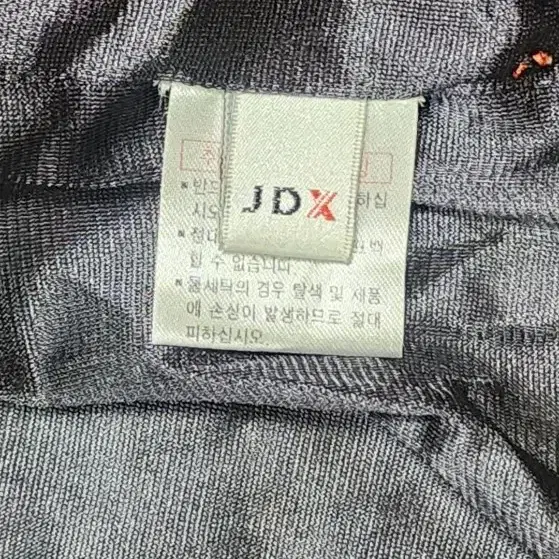 JDX
※ 반드
하십
시오
할 수 없습니다.
※ 물세탁의 경우 탈색 및 제품
에 손상이 발생하므로 절대
피하십시오.